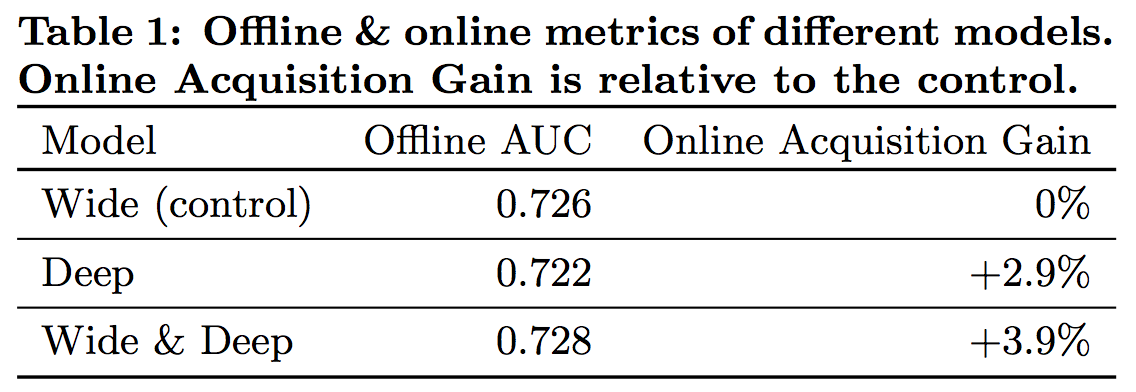 Table 1: Offline & online metrics of different models.
Online Acquisition Gain is relative to the control.
Model Offline AUC Online Acquisition Gain
Wide (control) 0.726 0%
Deep 0.722 +2.9%
Wide & Deep 0.728 +3.9%